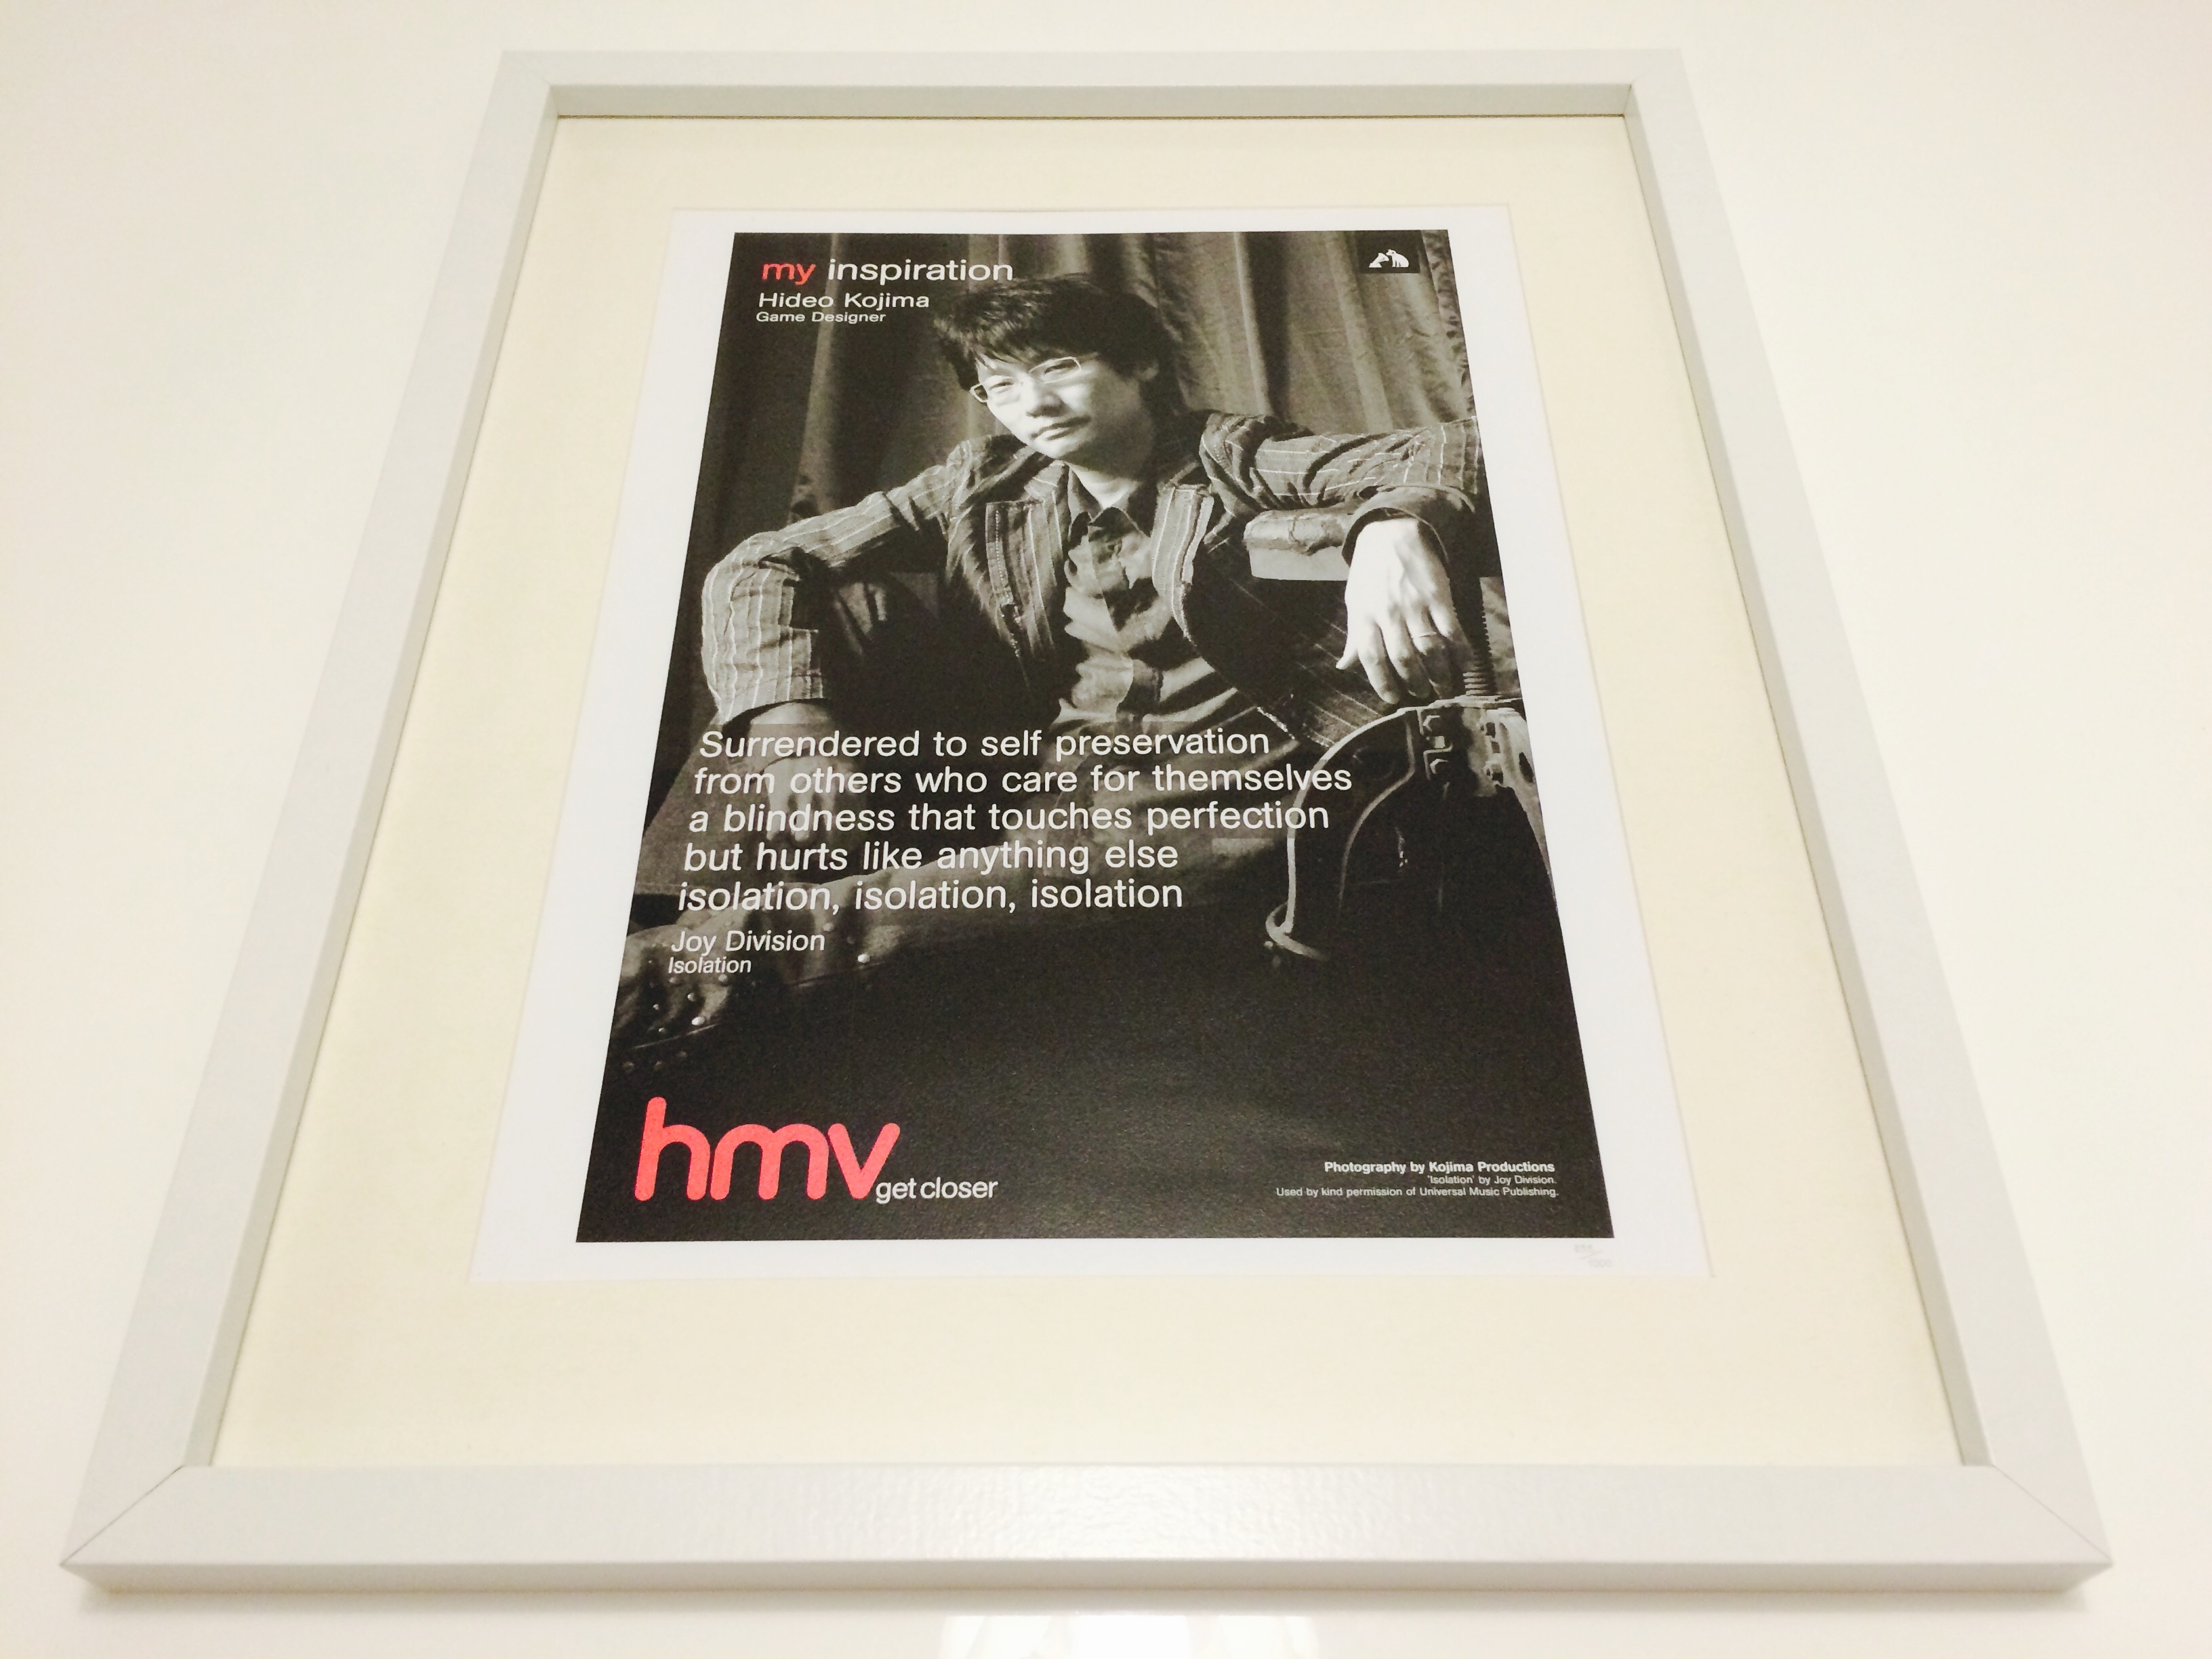 my inspiration
Hideo Kojima
Game Designer
Surrendered to self preservation
from others who care for themselves
a blindness that touches perfection
but hurts like anything else
isolation, isolation, isolation
Joy Division
Isolation
hmv
get closer
Photography by Kojima Productions
'Isolation' by Joy Division.
Used by kind permission of Universal Music Publishing.